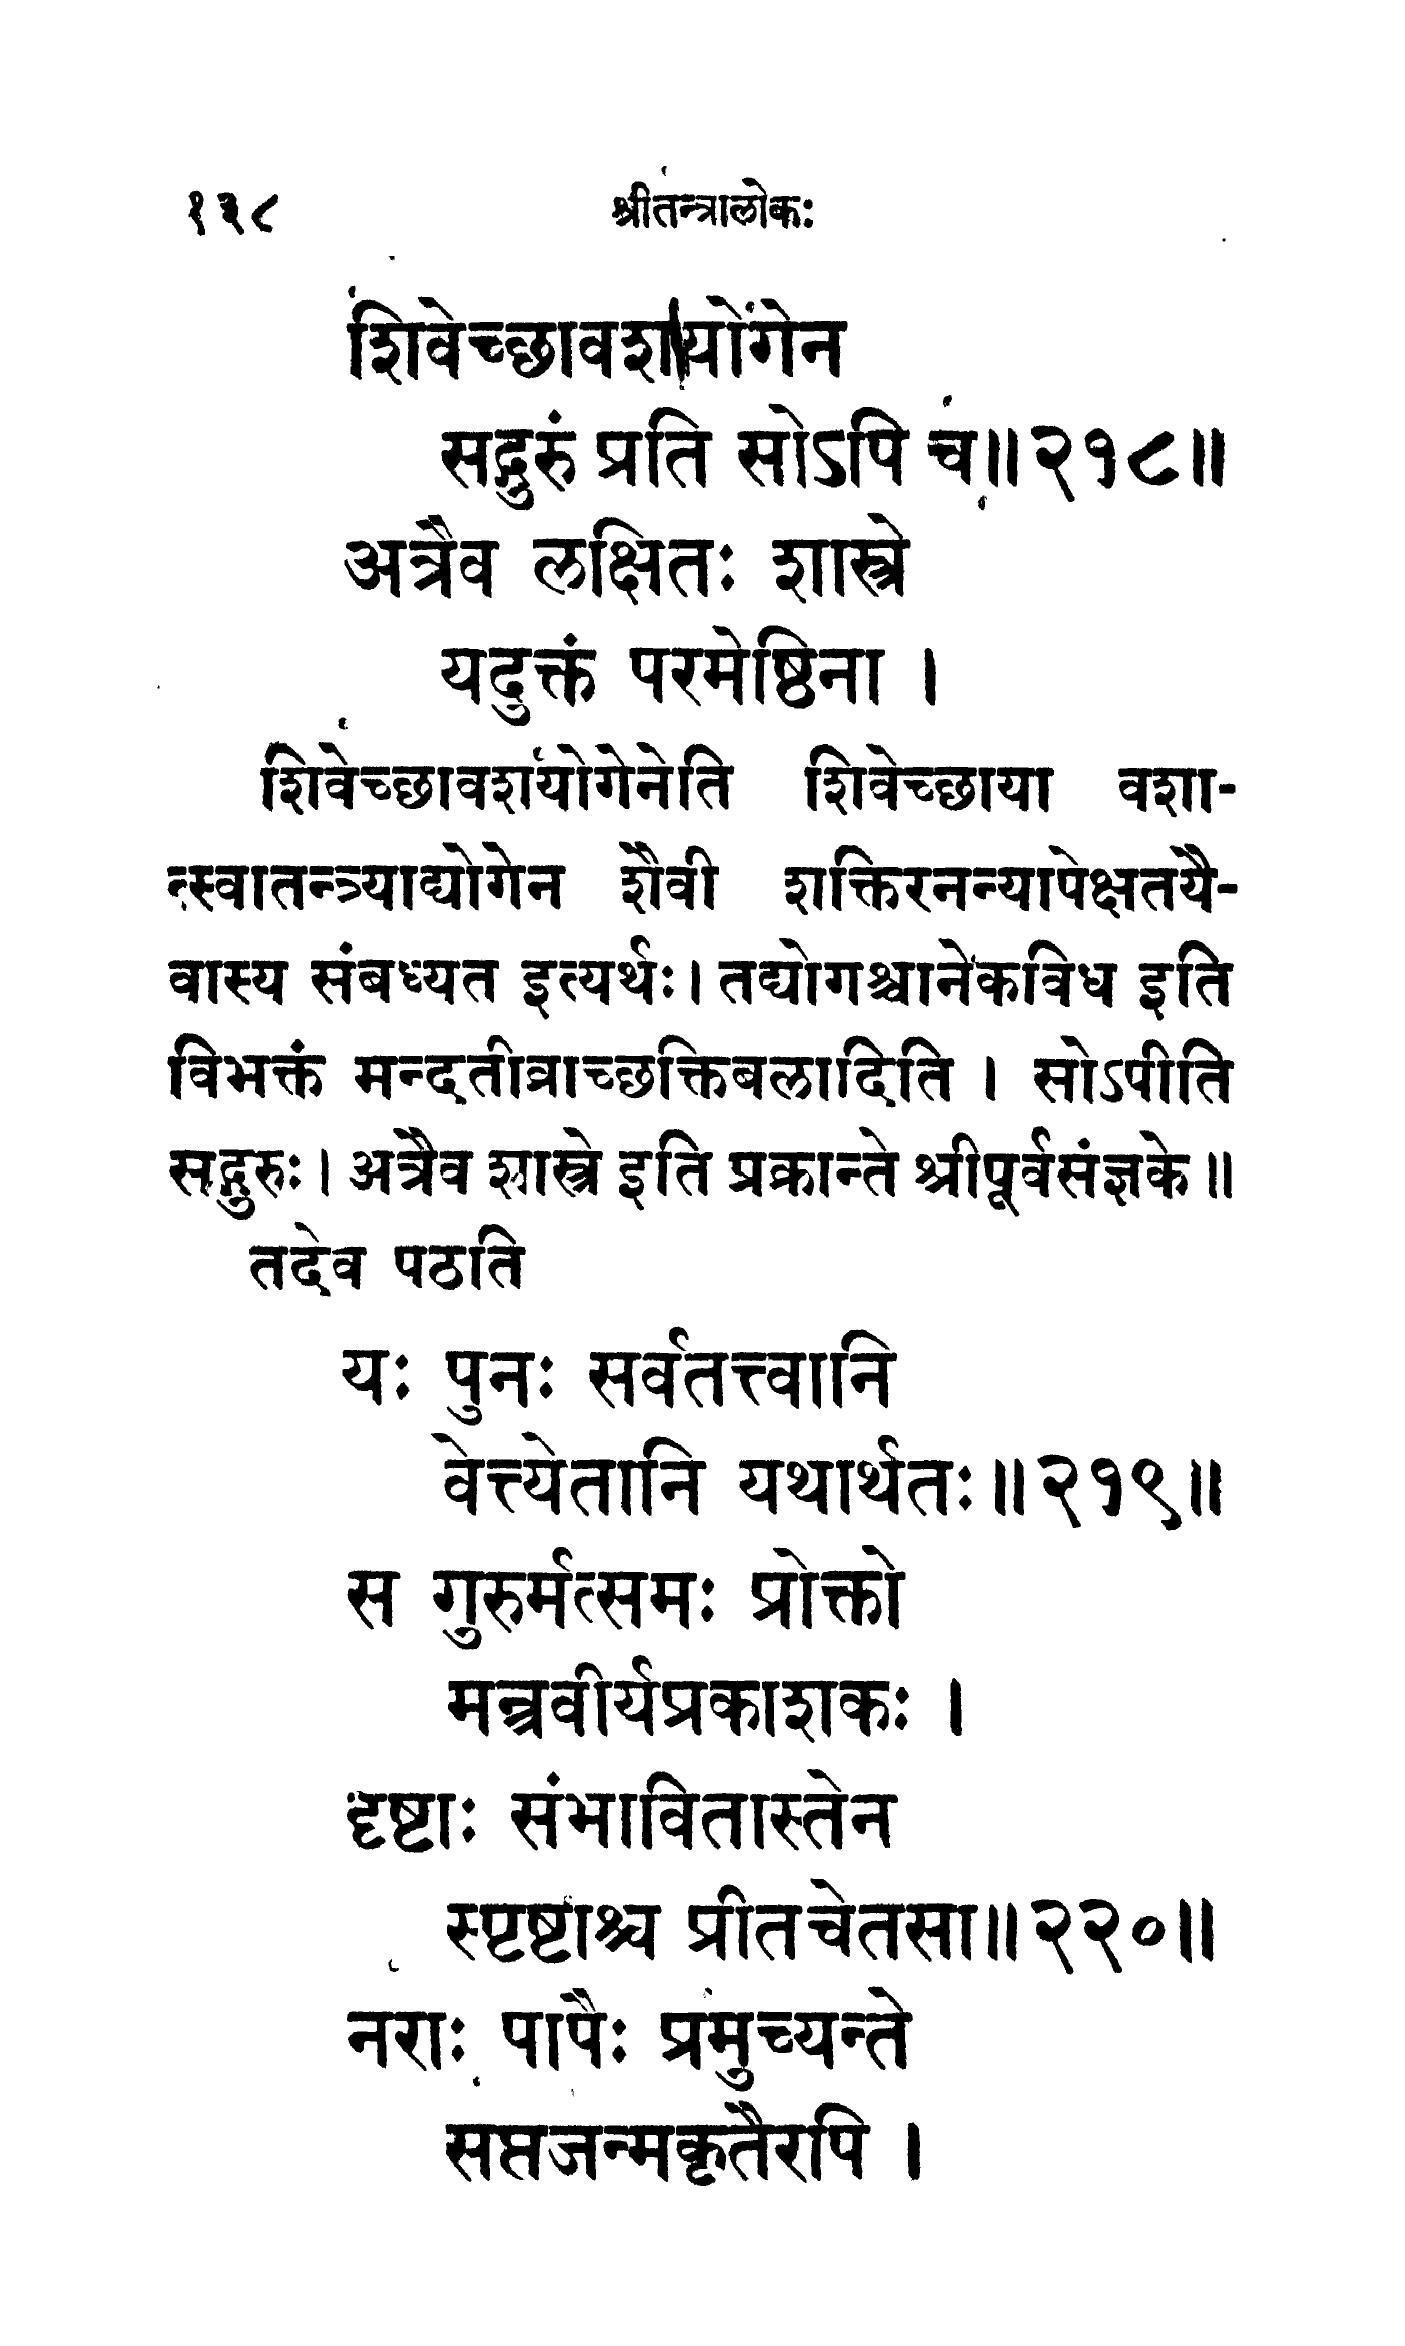 १३८ श्रीतन्त्रालोकः
शिवेच्छावशयोगेन
सद्गुरुं प्रति सोऽपि च॥२१८॥
अत्रैव लक्षितः शास्त्रे
यदुक्तं परमेष्ठिना ।
शिवेच्छावशयोगेनेति शिवेच्छाया वशा-
त्स्वातन्त्र्याद्योगेन शैवी शक्तिरनन्यापेक्षतयै-
वास्य संबध्यत इत्यर्थः। तद्योगश्चानेकविध इति
विभक्तं मन्दतीव्राच्छक्तिबलादिति । सोऽपीति
सद्गुरुः। अत्रैव शास्त्रे इति प्रक्रान्ते श्रीपूर्वसंज्ञके॥
तदेव पठति
यः पुनः सर्वतत्त्वानि
वेत्त्येतानि यथार्थतः॥२१९॥
स गुरुर्मत्समः प्रोक्तो
मन्त्रवीर्यप्रकाशकः ।
दृष्टाः संभावितास्तेन
स्पृष्टाश्च प्रीतचेतसा॥२२०॥
नराः पापैः प्रमुच्यन्ते
सप्तजन्मकृतैरपि ।